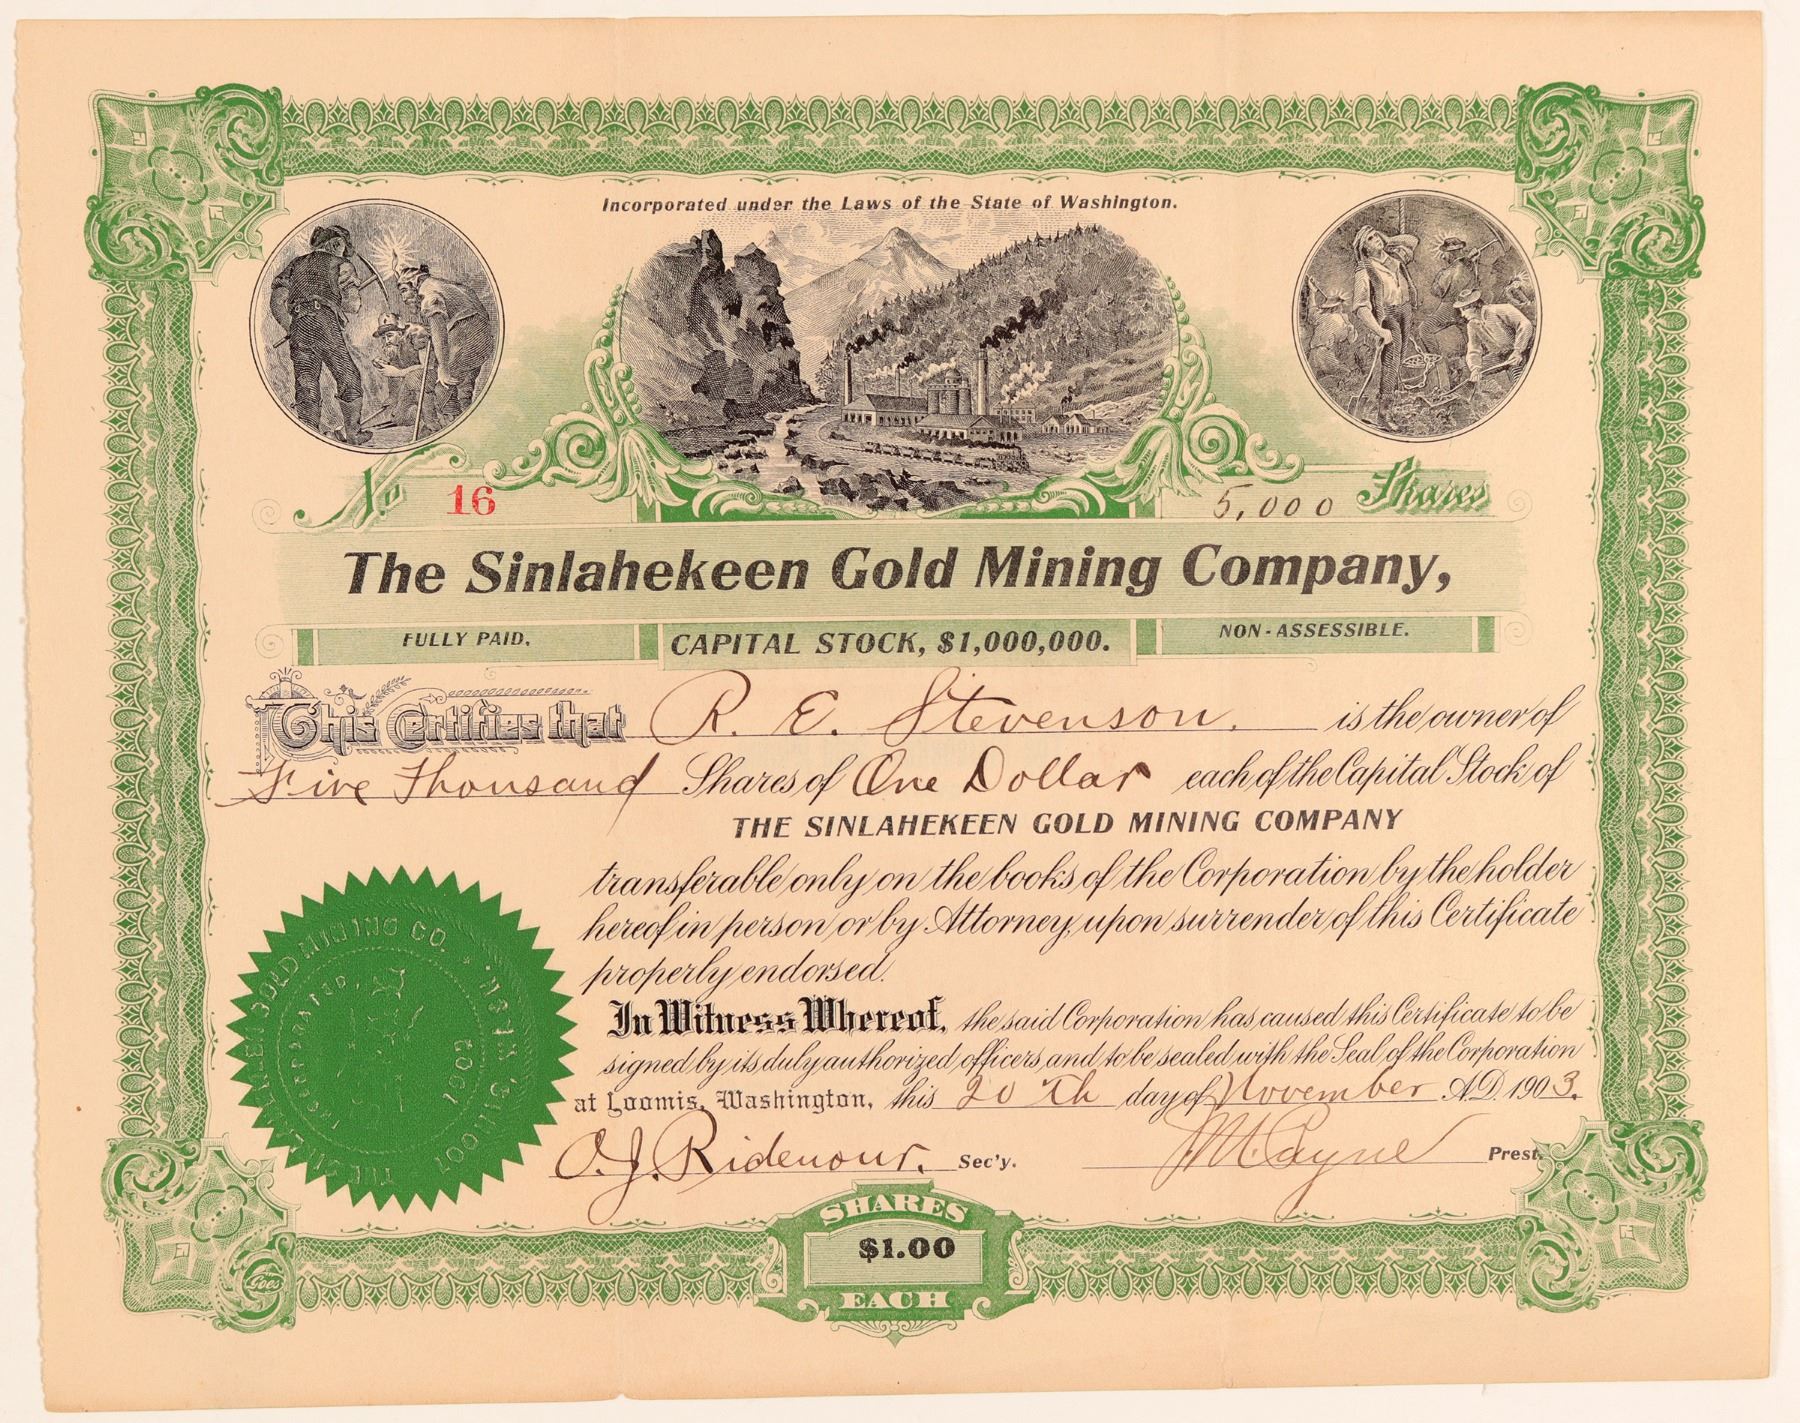 Incorporated under the Laws of the State of Washington.
No 16
5,000 Shares
The Sinlahekeen Gold Mining Company,
FULLY PAID. CAPITAL STOCK, $1,000,000. NON-ASSESSIBLE.
This Certifies that R. E. Stevenson. is the owner of
Five Thousand Shares of One Dollar each of the Capital Stock of
THE SINLAHEKEEN GOLD MINING COMPANY
transferable only on the books of the Corporation by the holder
hereof in person or by Attorney, upon surrender of this Certificate
properly endorsed.
In Witness Whereof, the said Corporation has caused this Certificate to be
signed by its duly authorized officers and to be sealed with the Seal of the Corporation
at Loomis, Washington, this 20th day of November A.D. 1903.
O. J. Ridenour. Sec'y. J M Payne Prest.
GOLD MINING CO.
SHARES
$1.00
EACH
Goes